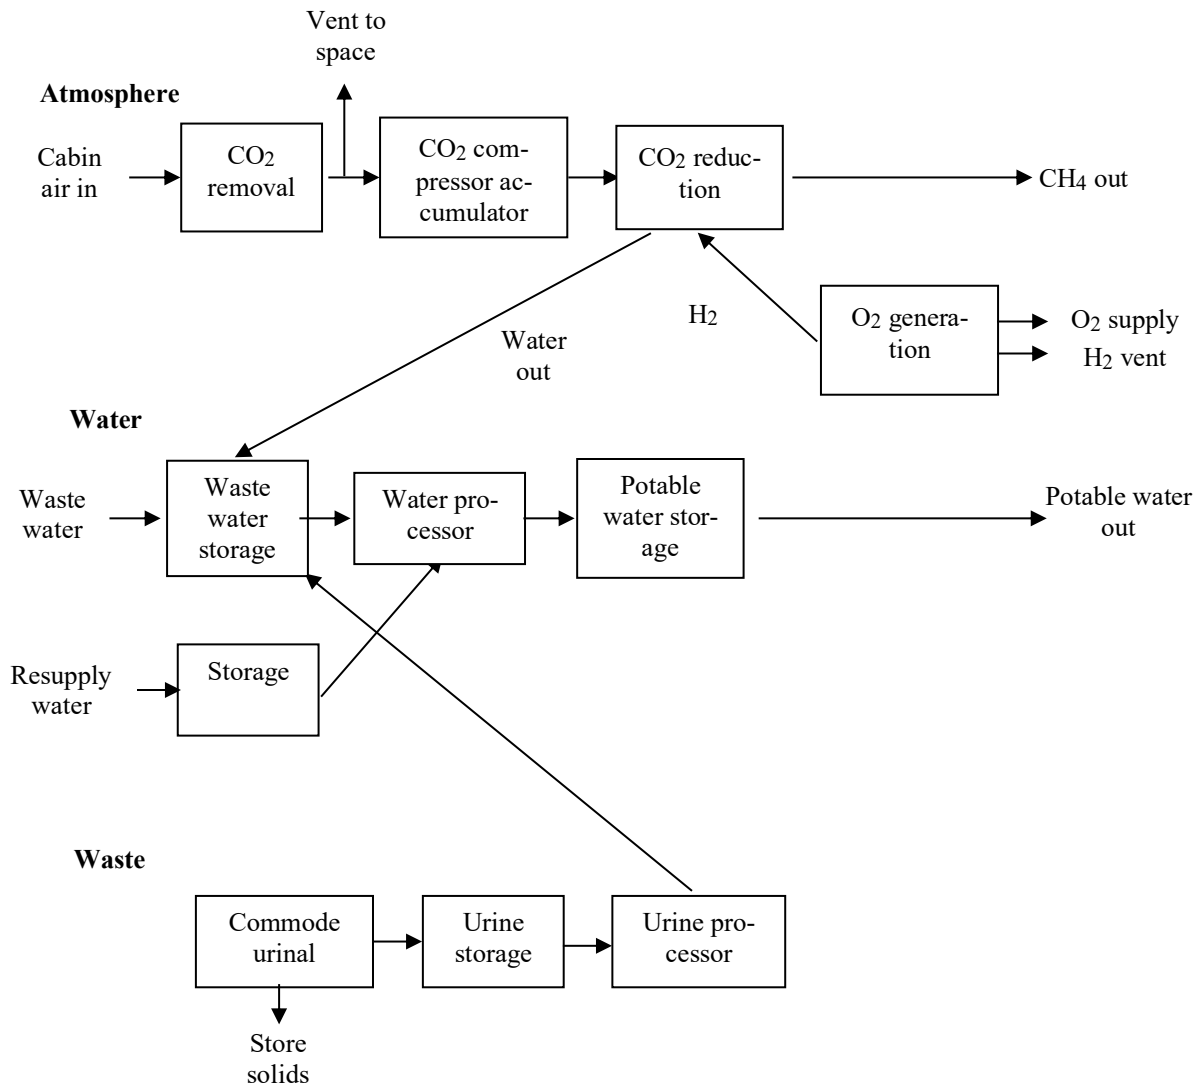 Vent to
space
Atmosphere
Cabin
air in
CO2
removal
CO2 com-
pressor ac-
cumulator
CO2 reduc-
tion
CH4 out
H2
O2 genera-
tion
O2 supply
H2 vent
Water
out
Water
Waste
water
Waste
water
storage
Water pro-
cessor
Potable
water stor-
age
Potable water
out
Resupply
water
Storage
Waste
Commode
urinal
Urine
storage
Urine pro-
cessor
Store
solids